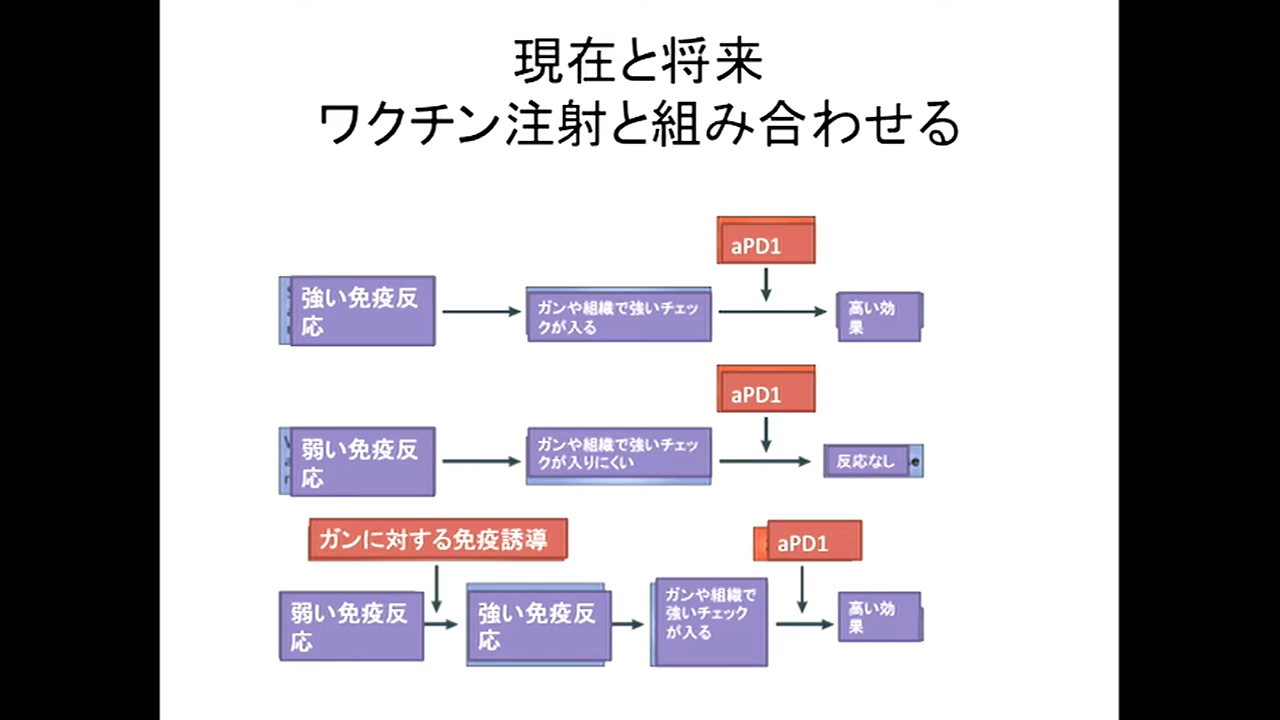 現在と将来
ワクチン注射と組み合わせる
aPD1
強い免疫反
応
ガンや組織で強いチェッ
クが入る
高い効
果
aPD1
弱い免疫反
応
ガンや組織で強いチェッ
クが入りにくい
反応なし
ガンに対する免疫誘導
aPD1
弱い免疫反
応
強い免疫反
応
ガンや組織で
強いチェック
が入る
高い効
果